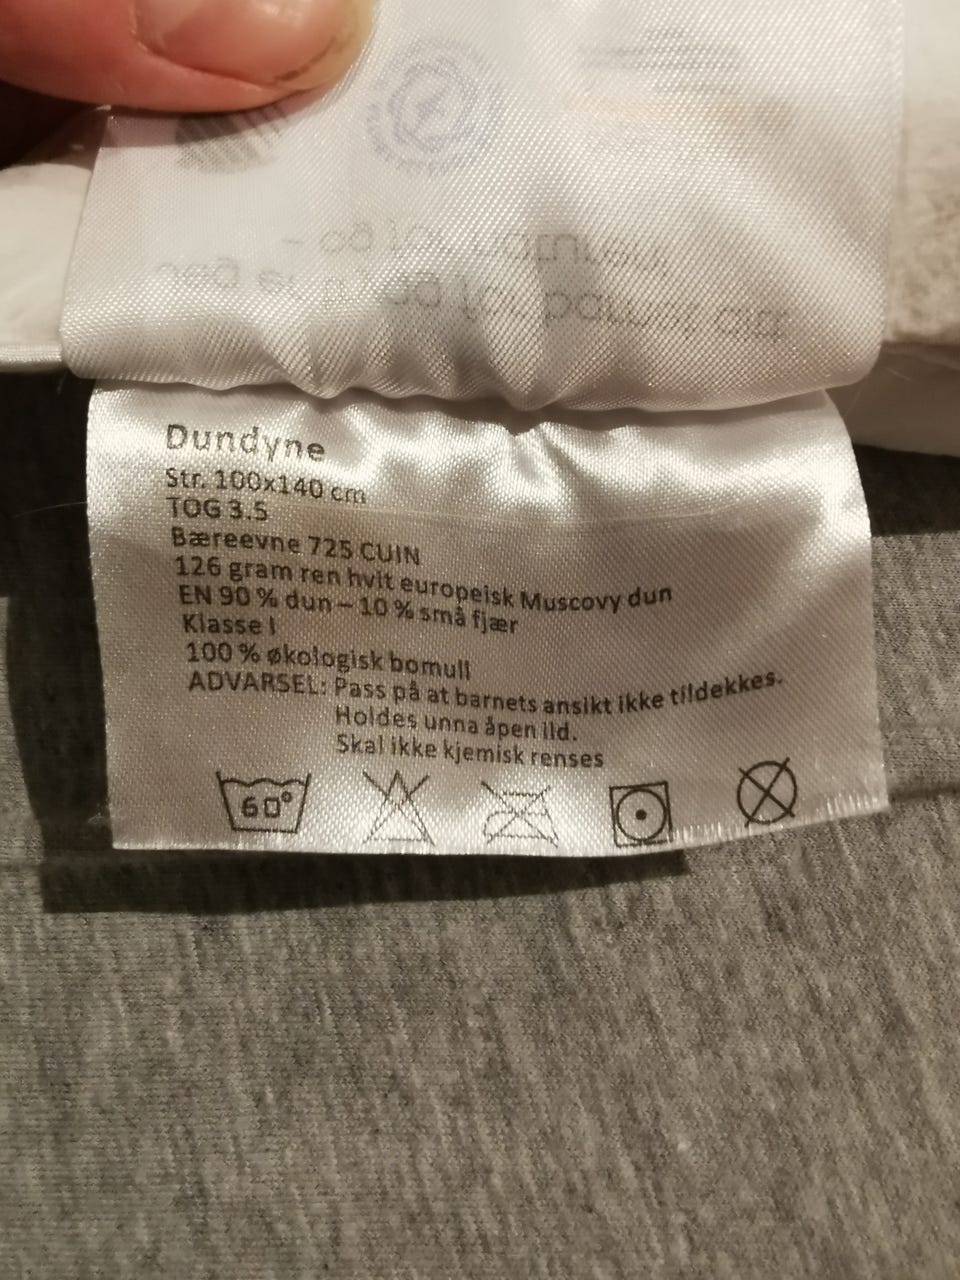 Dundyne
Str. 100x140 cm
TOG 3.5
Bæreevne 725 CUIN
126 gram ren hvit europeisk Muscovy dun
EN 90 % dun – 10 % små fjær
Klasse I
100 % økologisk bomull
ADVARSEL: Pass på at barnets ansikt ikke tildekkes.
Holdes unna åpen ild.
Skal ikke kjemisk renses
60°